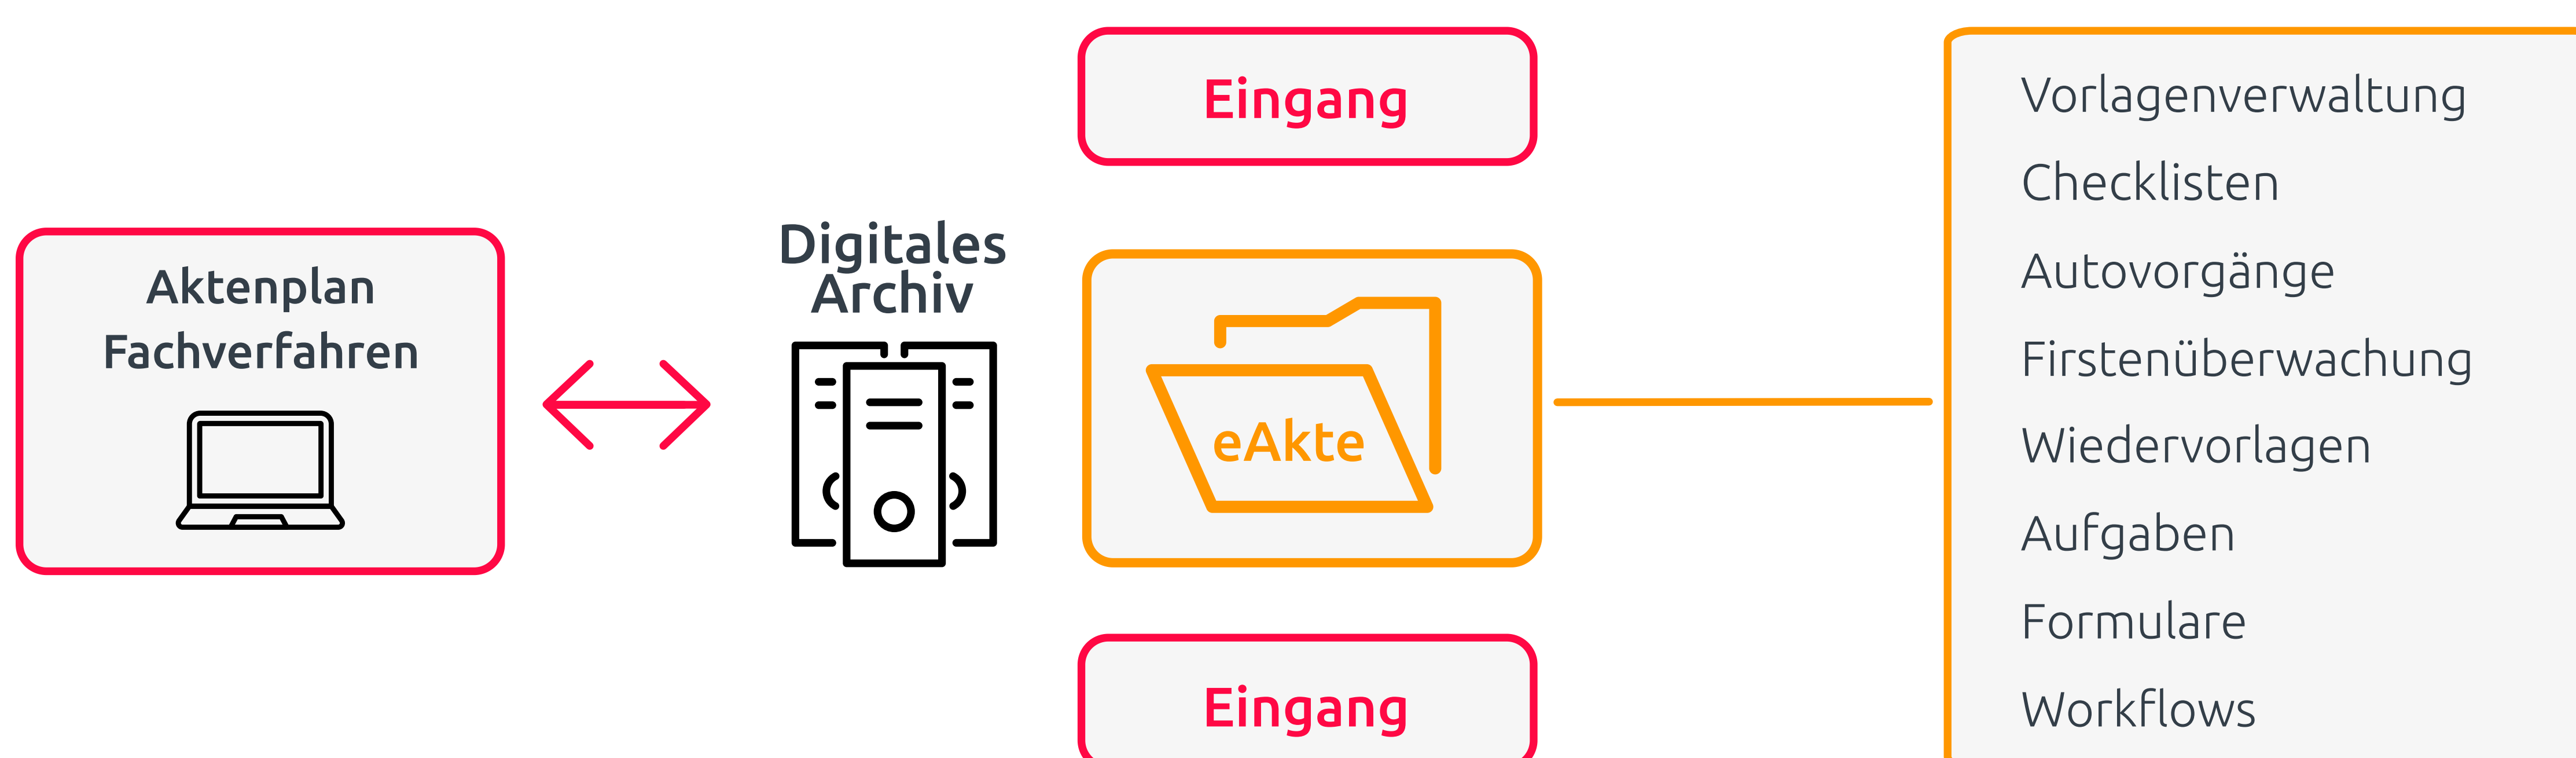 Aktenplan
Fachverfahren
Digitales
Archiv
Eingang
eAkte
Eingang
Vorlagenverwaltung
Checklisten
Autovorgänge
Firstenüberwachung
Wiedervorlagen
Aufgaben
Formulare
Workflows